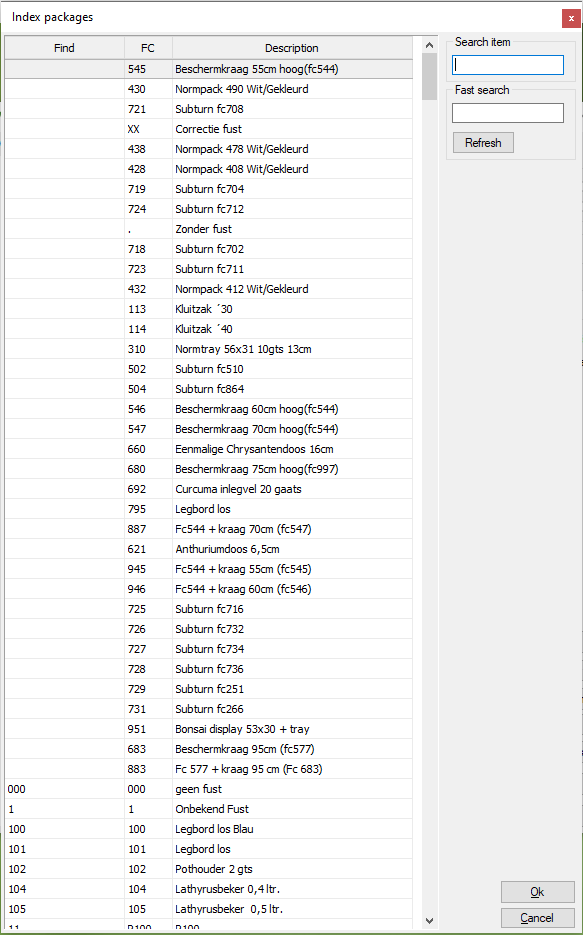 Index packages
x
Find FC Description
545 Beschermkraag 55cm hoog(fc544)
430 Normpack 490 Wit/Gekleurd
721 Subturn fc708
XX Correctie fust
438 Normpack 478 Wit/Gekleurd
428 Normpack 408 Wit/Gekleurd
719 Subturn fc704
724 Subturn fc712
. Zonder fust
718 Subturn fc702
723 Subturn fc711
432 Normpack 412 Wit/Gekleurd
113 Kluitzak ´30
114 Kluitzak ´40
310 Normtray 56x31 10gts 13cm
502 Subturn fc510
504 Subturn fc864
546 Beschermkraag 60cm hoog(fc544)
547 Beschermkraag 70cm hoog(fc544)
660 Eenmalige Chrysantendoos 16cm
680 Beschermkraag 75cm hoog(fc997)
692 Curcuma inlegvel 20 gaats
795 Legbord los
887 Fc544 + kraag 70cm (fc547)
621 Anthuriumdoos 6,5cm
945 Fc544 + kraag 55cm (fc545)
946 Fc544 + kraag 60cm (fc546)
725 Subturn fc716
726 Subturn fc732
727 Subturn fc734
728 Subturn fc736
729 Subturn fc251
731 Subturn fc266
951 Bonsai display 53x30 + tray
683 Beschermkraag 95cm (fc577)
883 Fc 577 + kraag 95 cm (Fc 683)
000 000 geen fust
1 1 Onbekend Fust
100 100 Legbord los Blau
101 101 Legbord los
102 102 Pothouder 2 gts
104 104 Lathyrusbeker 0,4 ltr.
105 105 Lathyrusbeker 0,5 ltr.
Search item
Fast search
Refresh
Ok
Cancel